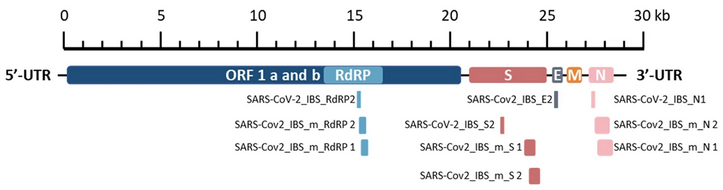 0 5 10 15 20 25 30 kb
5'-UTR ORF 1 a and b RdRP S E M N 3'-UTR
SARS-CoV-2_IBS_RdRP2 SARS-Cov2_IBS_E2 SARS-CoV-2_IBS_N1
SARS-Cov2_IBS_m_RdRP 2 SARS-CoV-2_IBS_S2 SARS-Cov2_IBS_m_N 2
SARS-Cov2_IBS_m_RdRP 1 SARS-Cov2_IBS_m_S 1 SARS-Cov2_IBS_m_N 1
SARS-Cov2_IBS_m_S 2